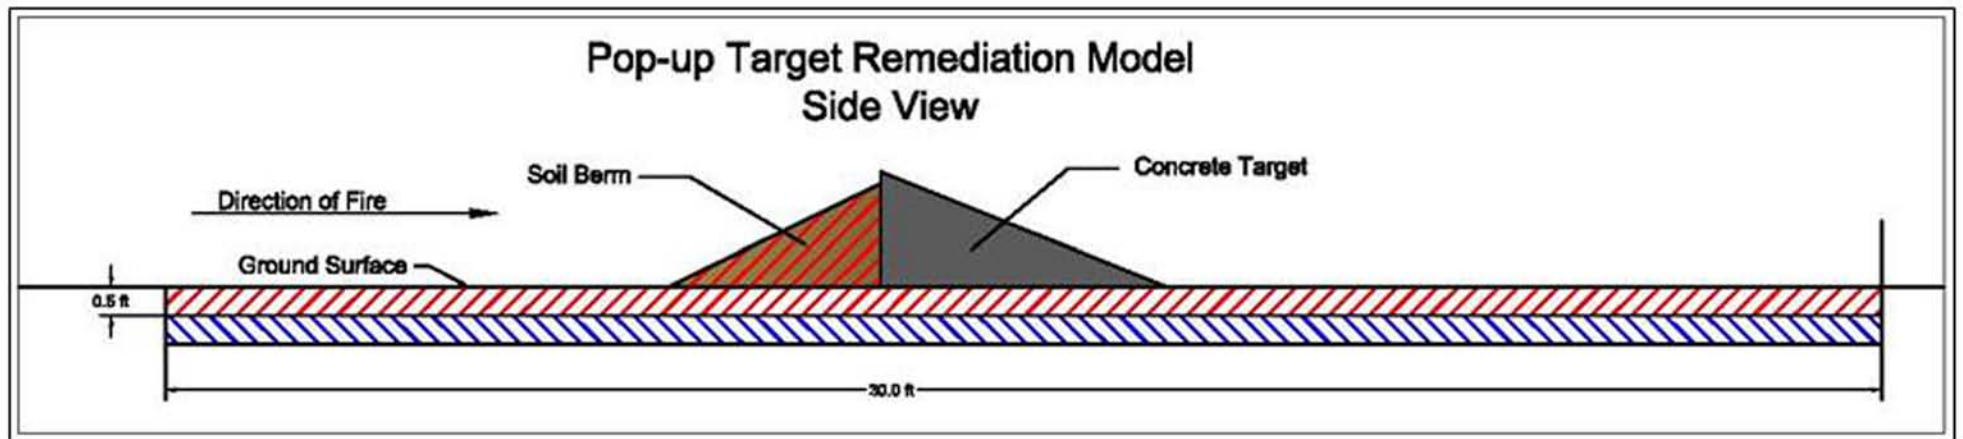 Pop-up Target Remediation Model
Side View
Soil Berm
Concrete Target
Direction of Fire
Ground Surface
0.5 ft
30.0 ft